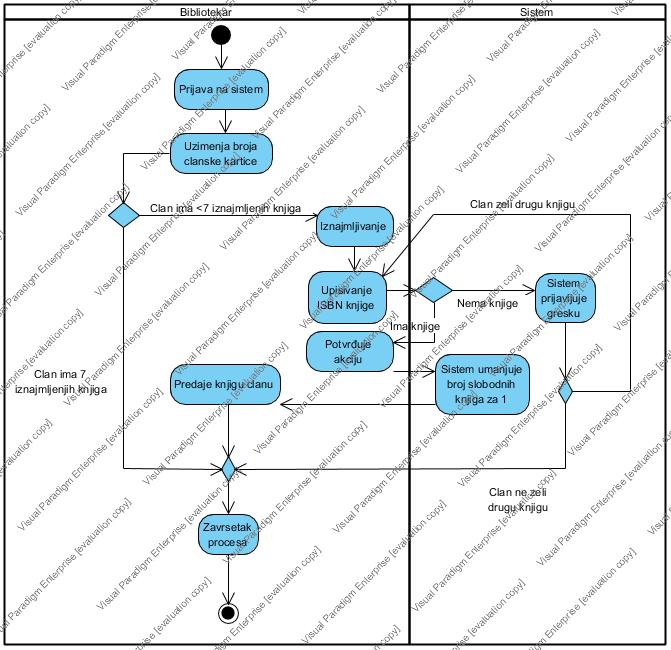 Bibliotekar
Sistem
Prijava na sistem
Uzimenja broja
clanske kartice
Clan ima <7 iznajmljenih knjiga
Iznajmljivanje
Clan zeli drugu knjigu
Upisivanje
ISBN knjige
Nema knjige
Sistem
prijavljuje
gresku
Ima knjige
Potvrđuje
akciju
Sistem umanjuje
broj slobodnih
knjiga za 1
Clan ima 7
iznajmljenih knjiga
Predaje knjigu clanu
Clan ne zeli
drugu knjigu
Zavrsetak
procesa
Visual Paradigm Enterprise [evaluation copy]